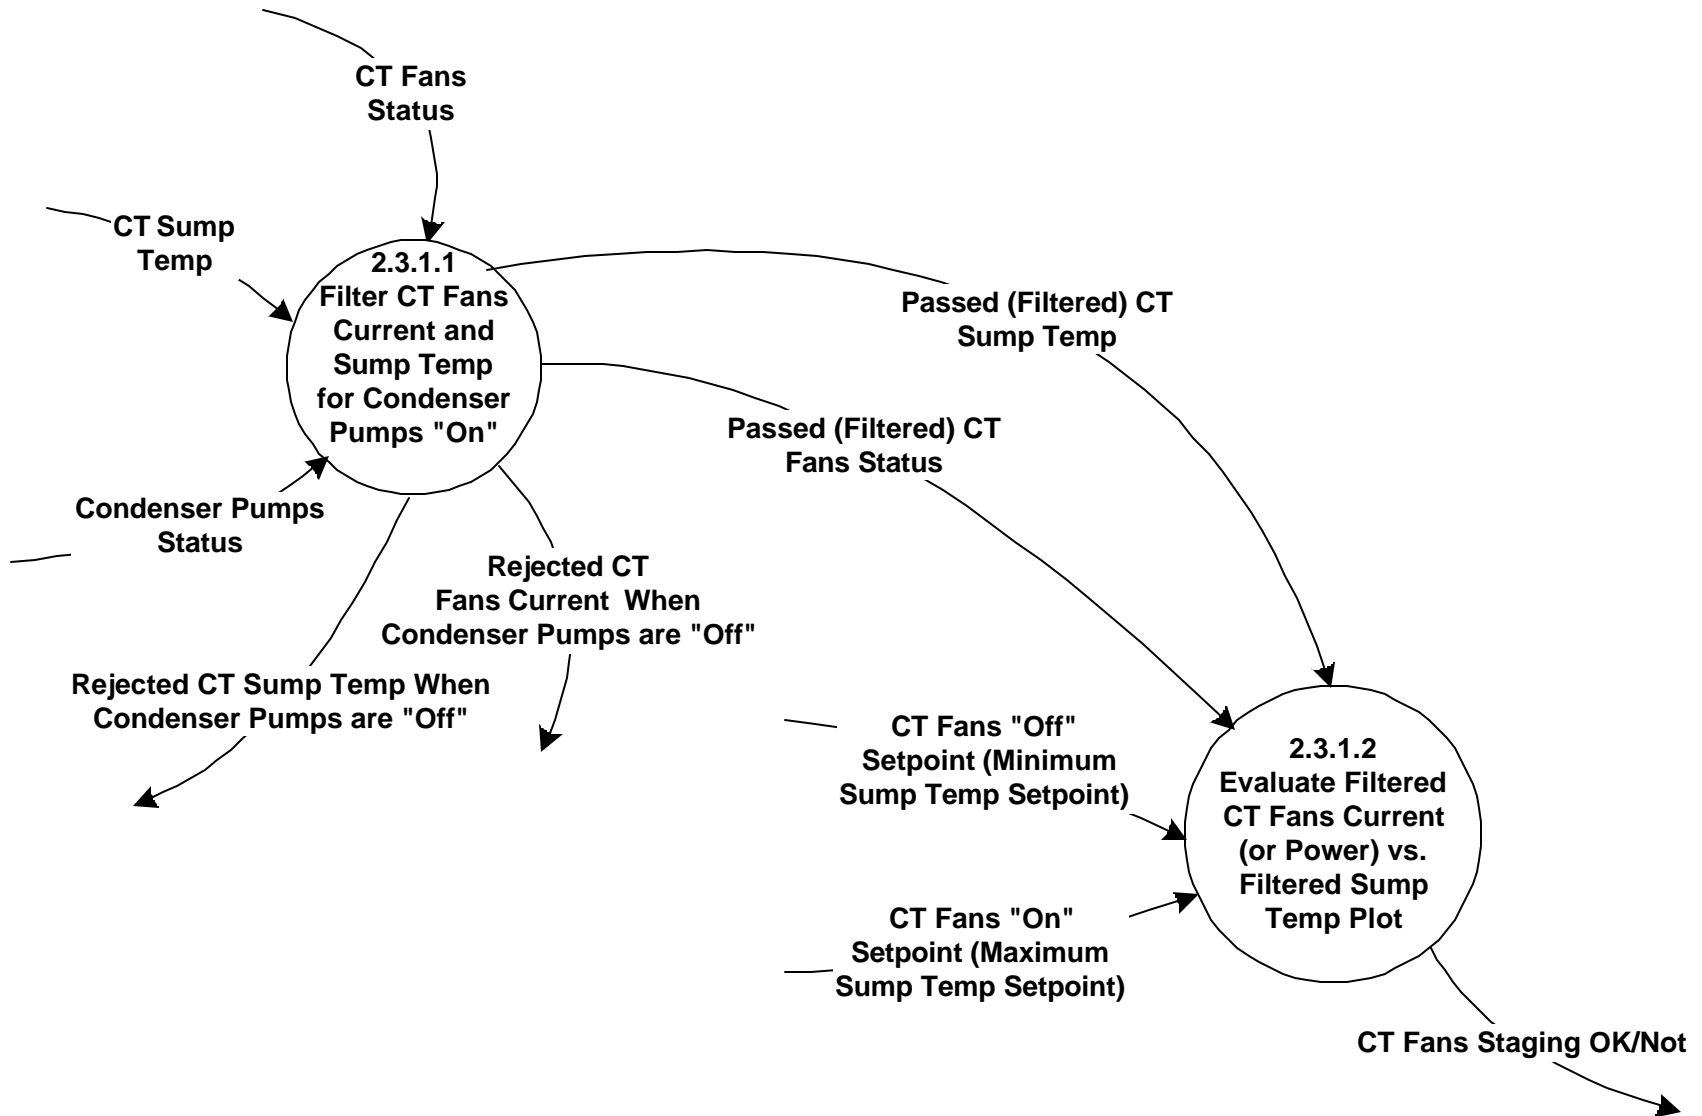 CT Fans
Status
CT Sump
Temp
2.3.1.1
Filter CT Fans
Current and
Sump Temp
for Condenser
Pumps "On"
Passed (Filtered) CT
Sump Temp
Passed (Filtered) CT
Fans Status
Condenser Pumps
Status
Rejected CT
Fans Current When
Condenser Pumps are "Off"
Rejected CT Sump Temp When
Condenser Pumps are "Off"
CT Fans "Off"
Setpoint (Minimum
Sump Temp Setpoint)
2.3.1.2
Evaluate Filtered
CT Fans Current
(or Power) vs.
Filtered Sump
Temp Plot
CT Fans "On"
Setpoint (Maximum
Sump Temp Setpoint)
CT Fans Staging OK/Not